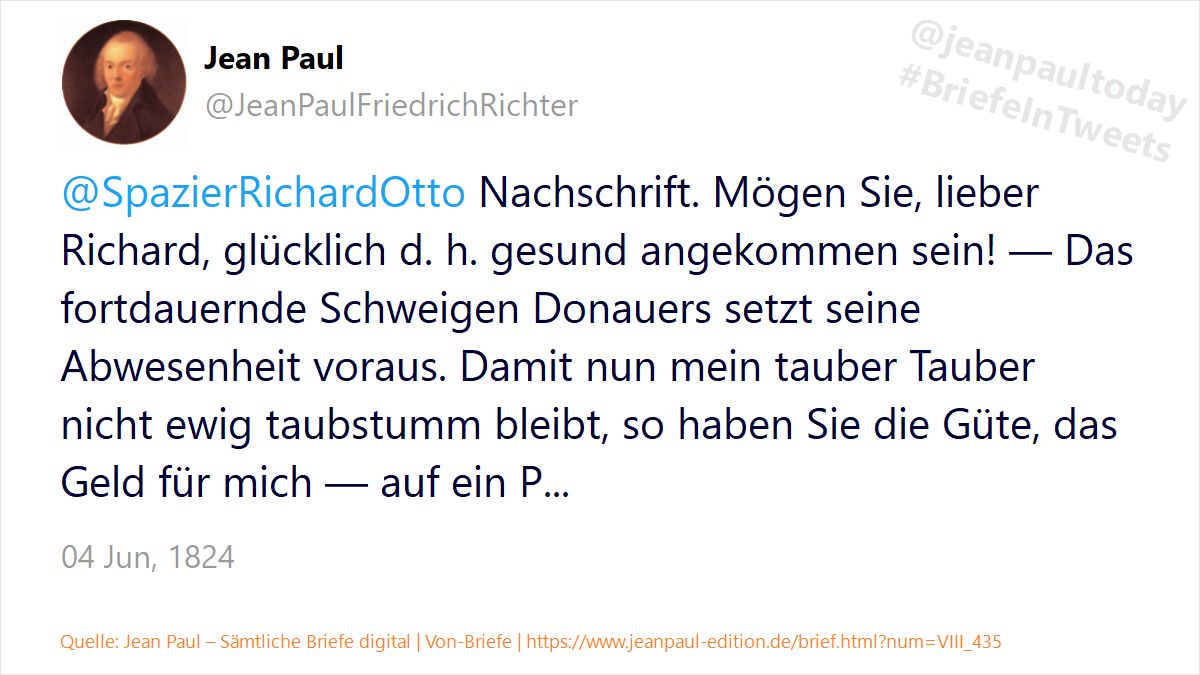 Jean Paul
@JeanPaulFriedrichRichter
@jeanpaultoday
#BriefeInTweets
@SpazierRichardOtto Nachschrift. Mögen Sie, lieber
Richard, glücklich d. h. gesund angekommen sein! — Das
fortdauernde Schweigen Donauers setzt seine
Abwesenheit voraus. Damit nun mein tauber Tauber
nicht ewig taubstumm bleibt, so haben Sie die Güte, das
Geld für mich — auf ein P...
04 Jun, 1824
Quelle: Jean Paul – Sämtliche Briefe digital | Von-Briefe | https://www.jeanpaul-edition.de/brief.html?num=VIII_435